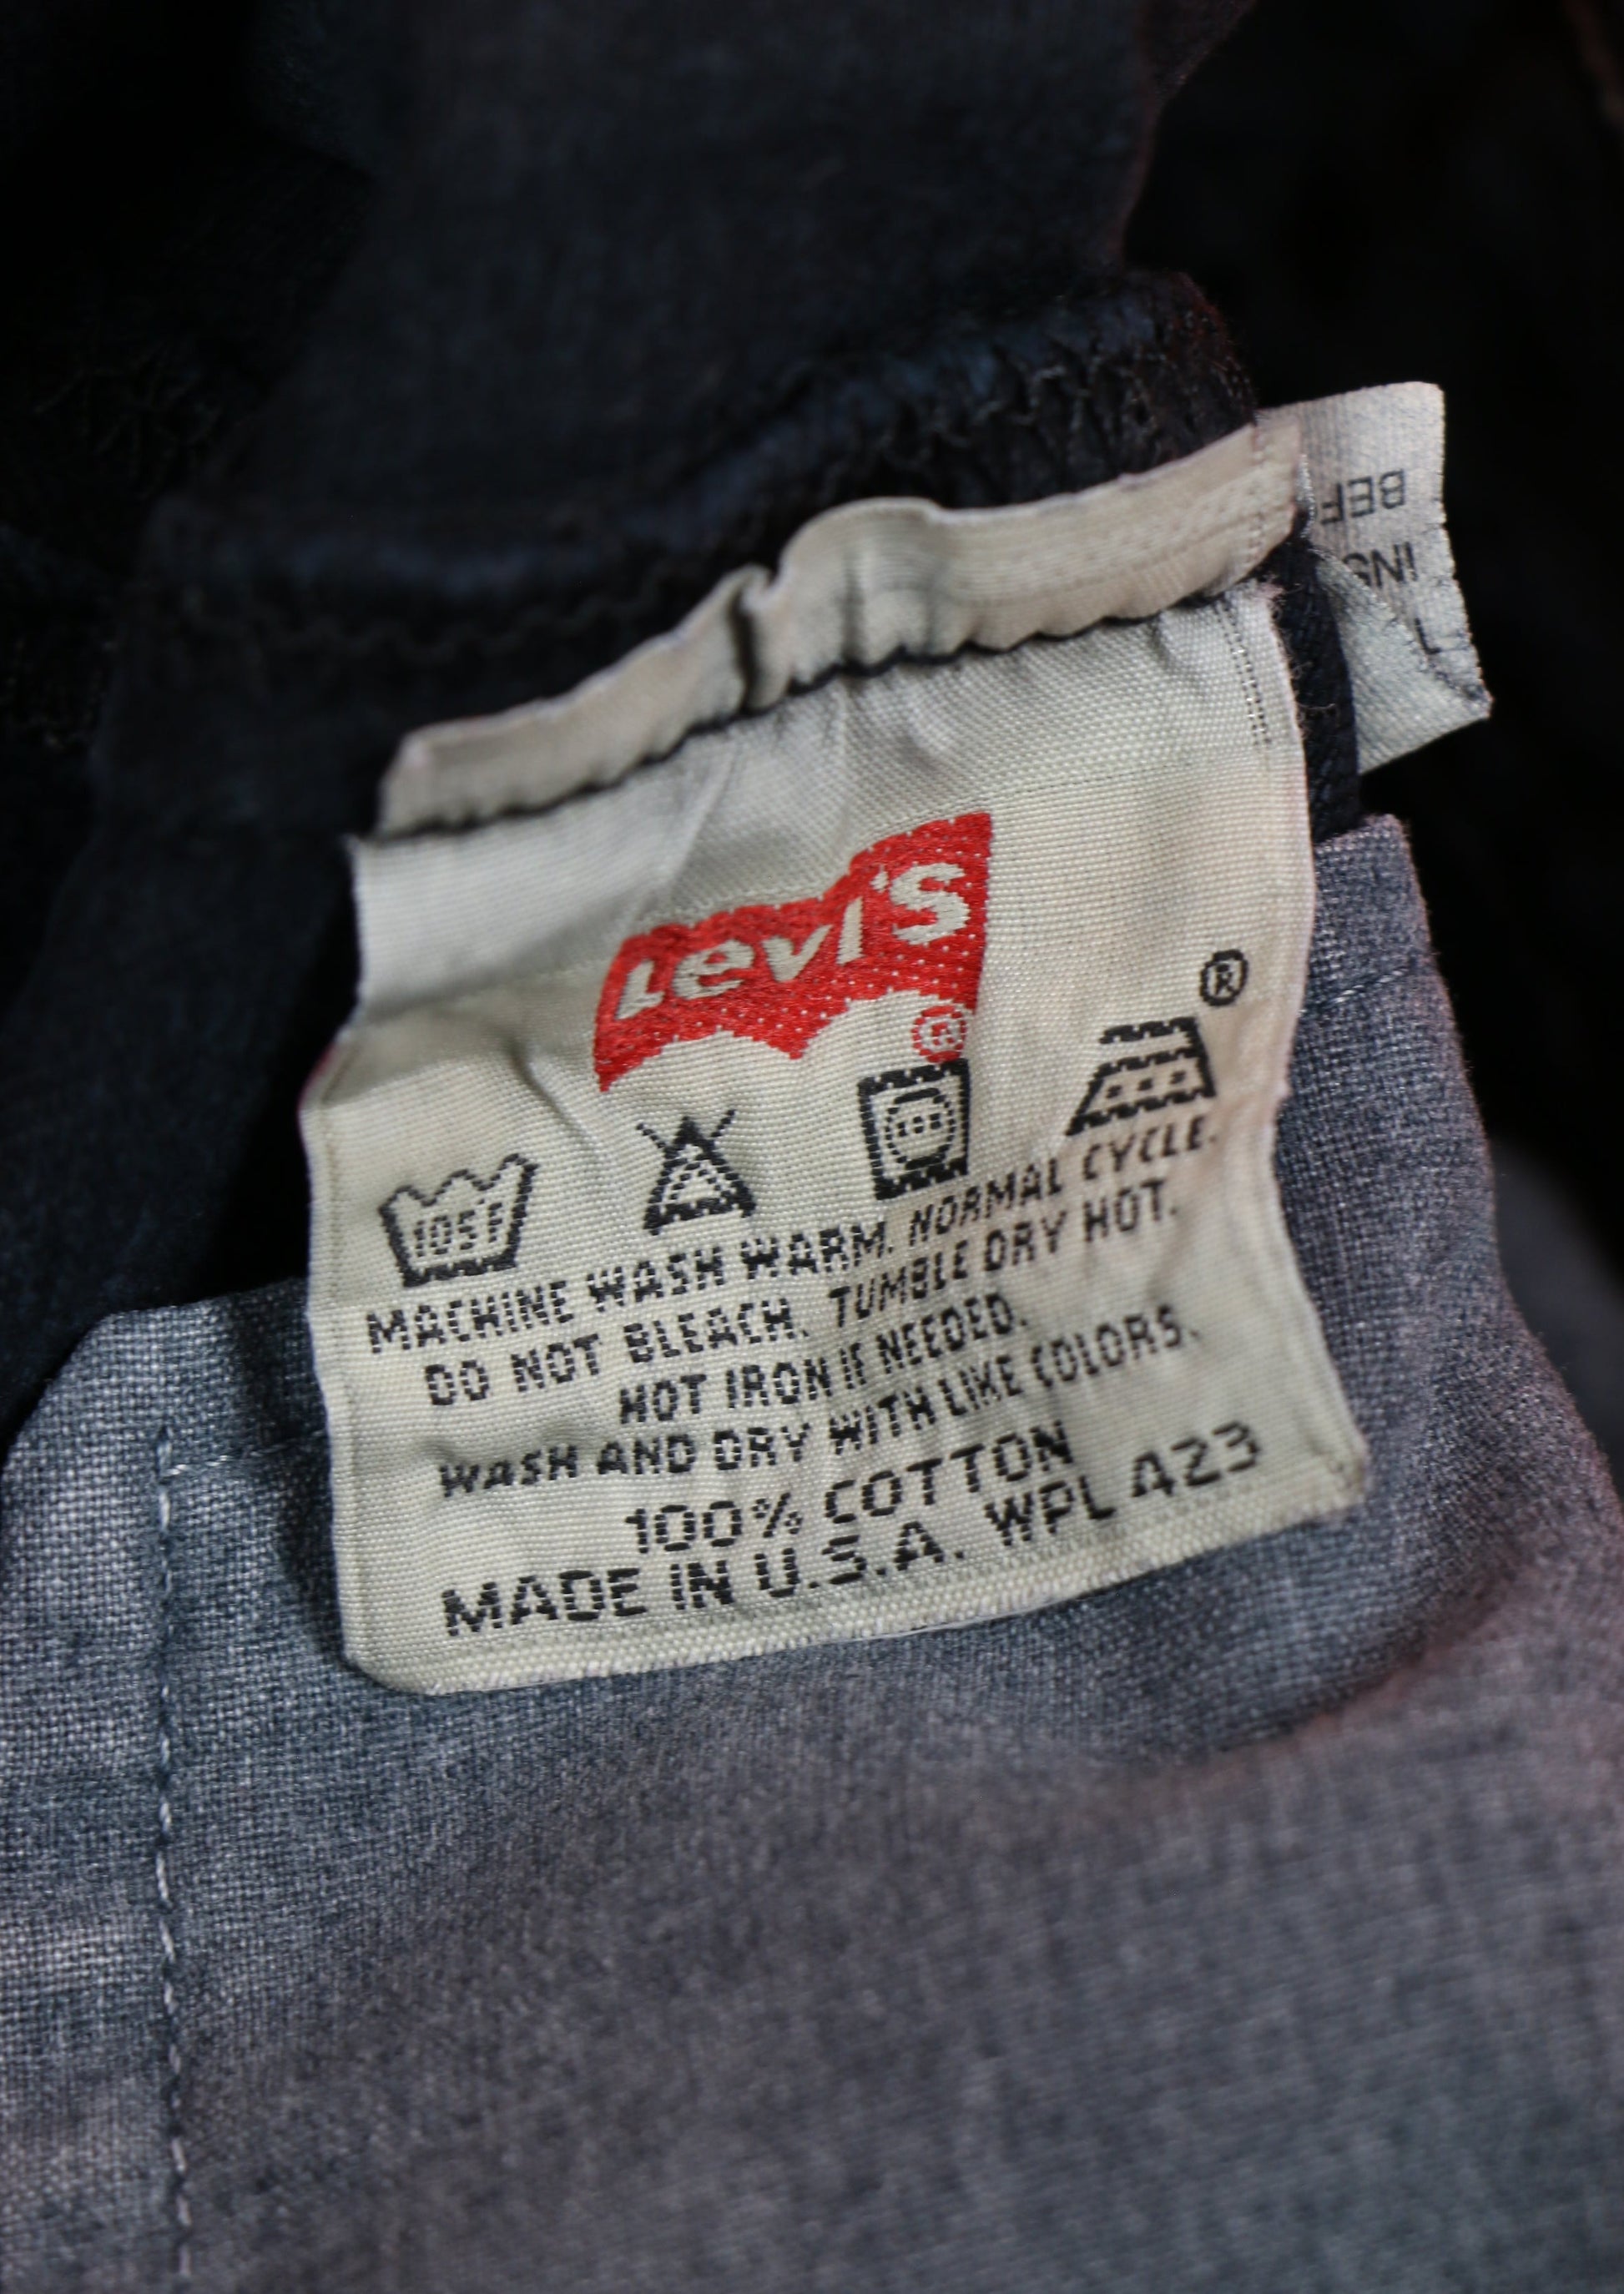 Levi's
®
®
105F
MACHINE WASH WARM. NORMAL CYCLE.
DO NOT BLEACH. TUMBLE DRY HOT.
HOT IRON IF NEEDED.
WASH AND DRY WITH LIKE COLORS.
100% COTTON
MADE IN U.S.A. WPL 423